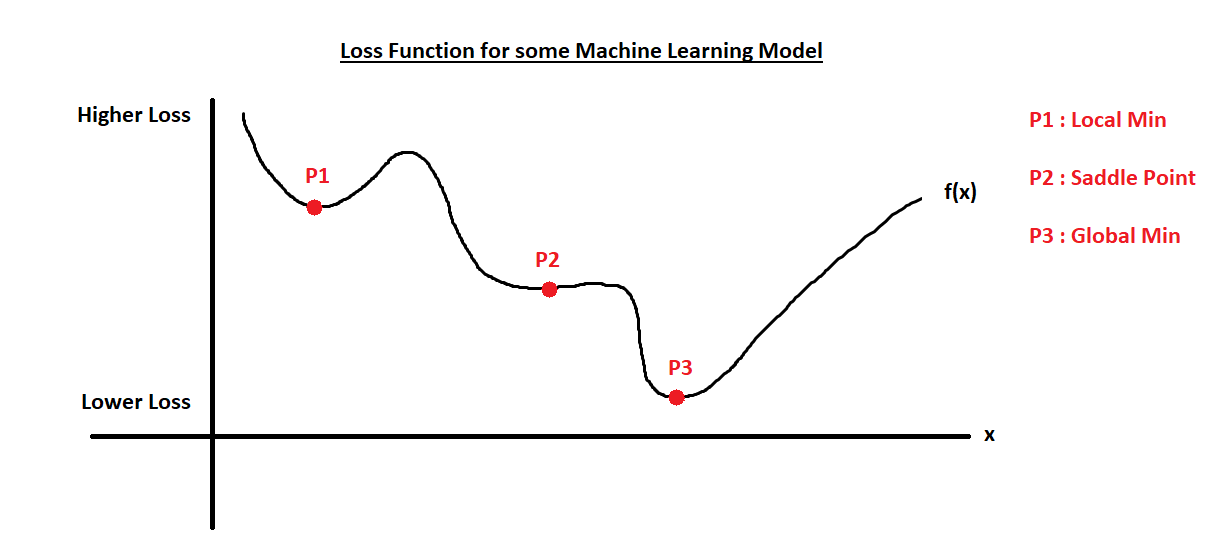 Loss Function for some Machine Learning Model
Higher Loss
P1 : Local Min
P1
P2 : Saddle Point
f(x)
P3 : Global Min
P2
P3
Lower Loss
x